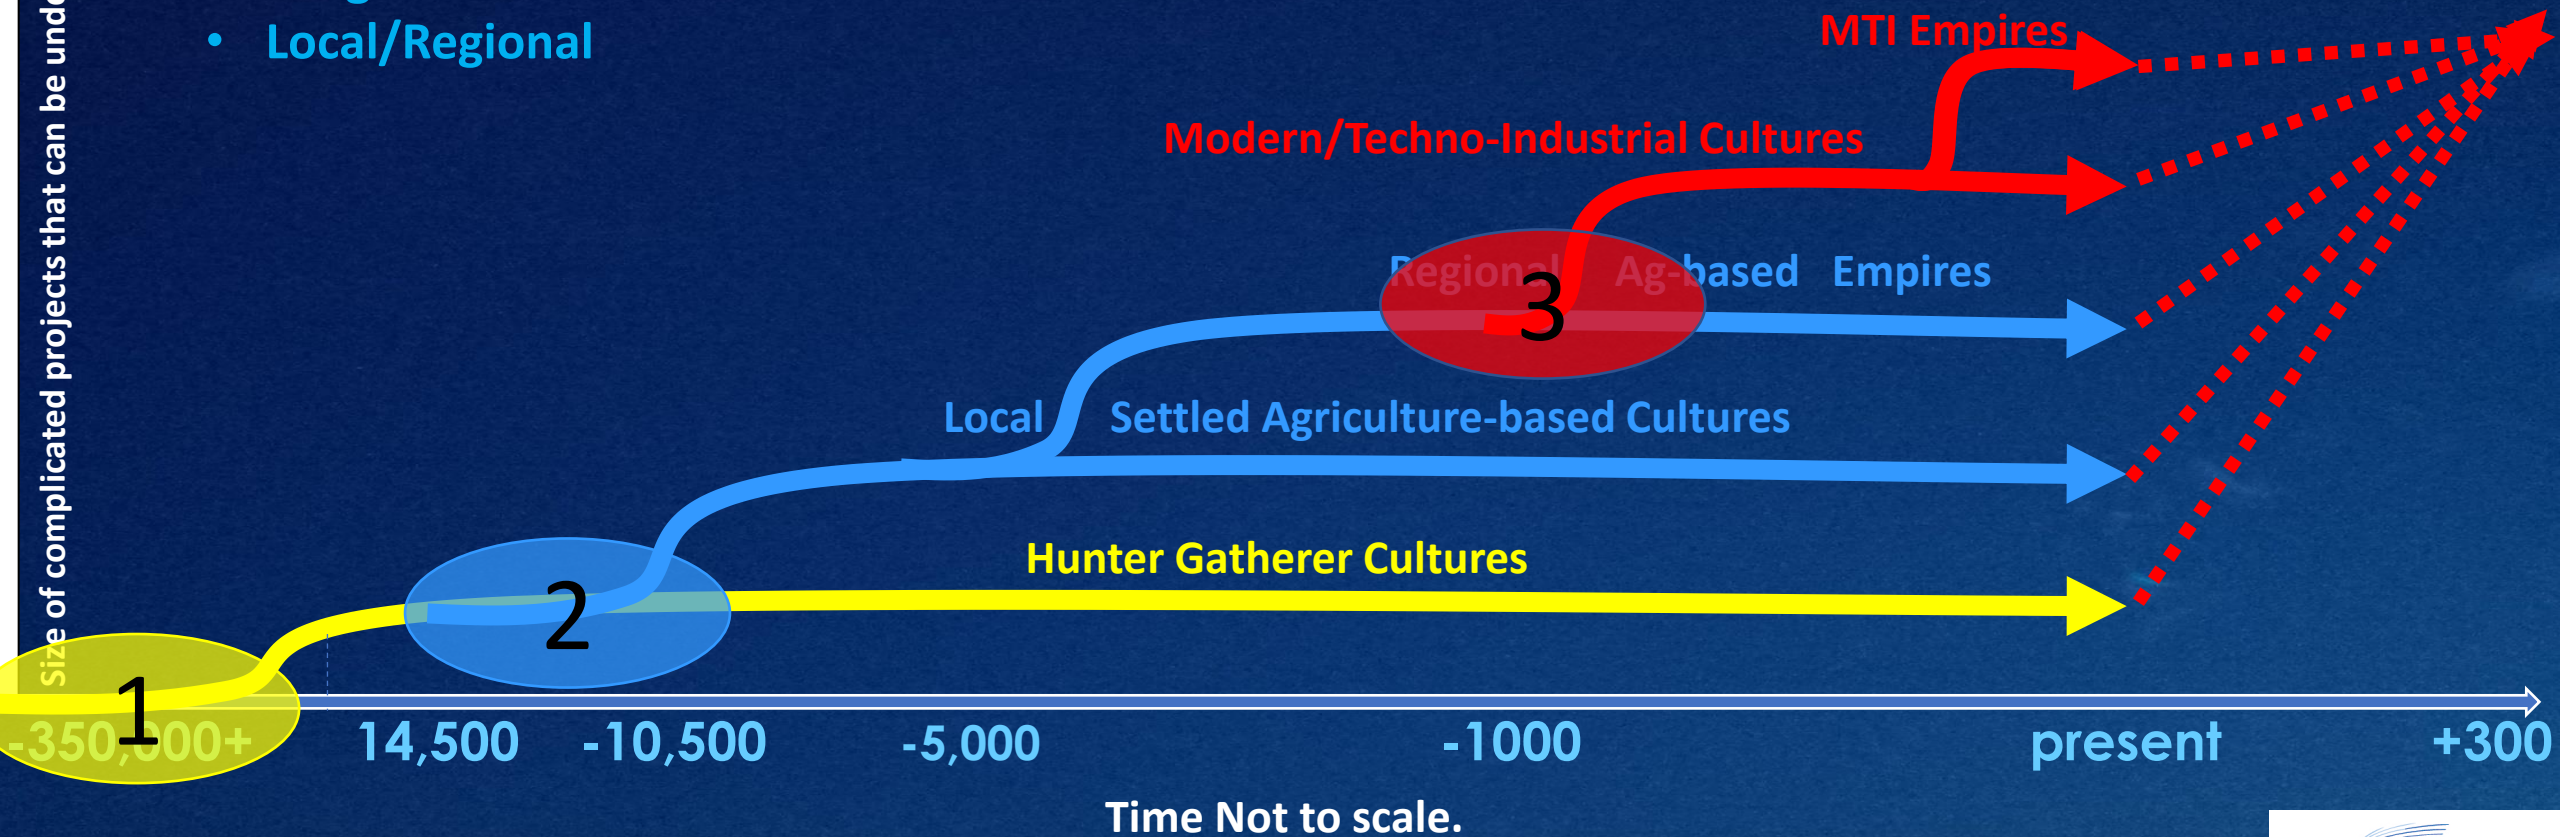 Size of complicated projects that can be
• Local/Regional
MTI Empires
Modern/Techno-Industrial Cultures
Regional Ag-based Empires
Local Settled Agriculture-based Cultures
Hunter Gatherer Cultures
1
2
3
-350,000+ 14,500 -10,500 -5,000 -1000 present +300
Time Not to scale.